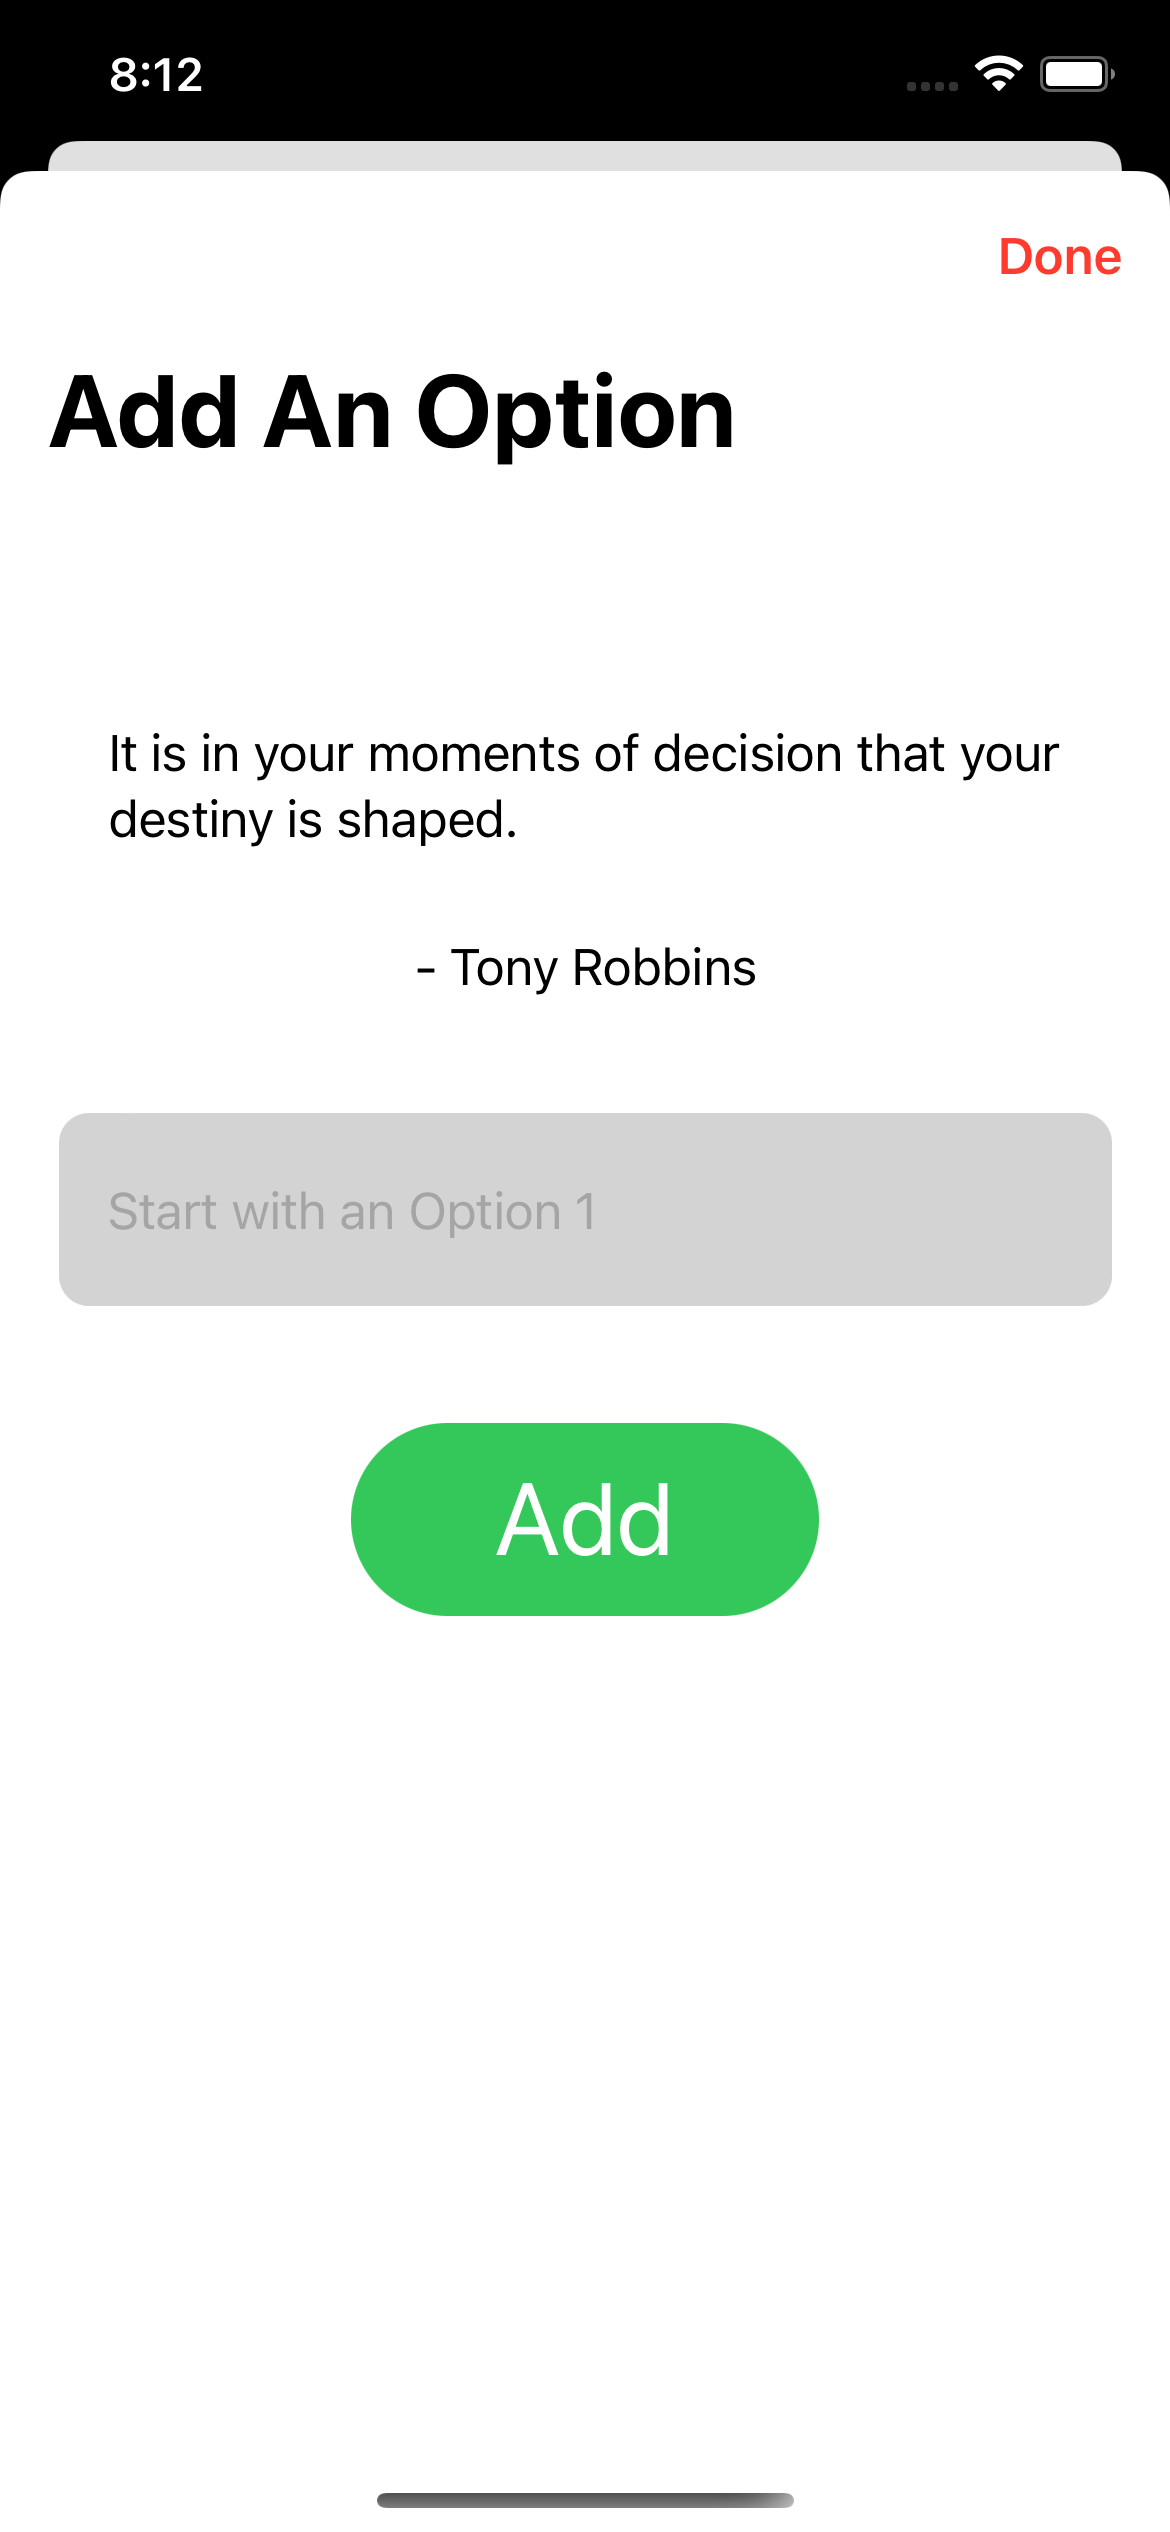 8:12
Done
Add An Option
It is in your moments of decision that your
destiny is shaped.
- Tony Robbins
Start with an Option 1
Add